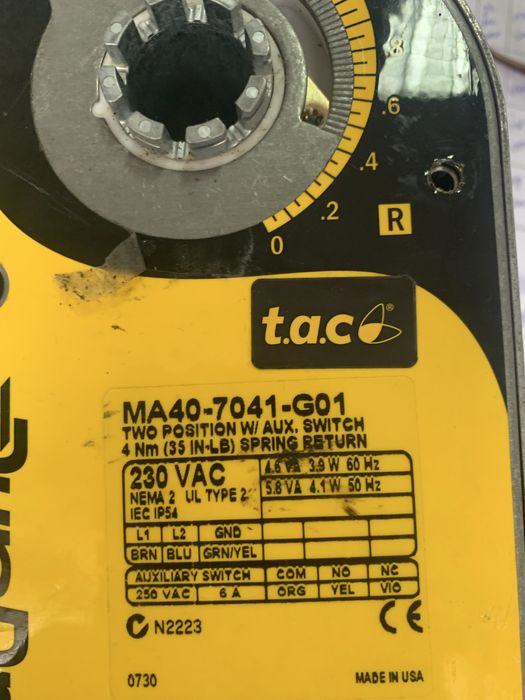 .8
.6
.4
.2
0
R
t.a.c
MA40-7041-G01
TWO POSITION W/ AUX. SWITCH
4 Nm (35 IN-LB) SPRING RETURN
230 VAC
4.6 VA 3.9 W 60 Hz
5.8 VA 4.1 W 50 Hz
NEMA 2 UL TYPE 2
IEC IP54
L1 L2 GND
BRN BLU GRN/YEL
AUXILIARY SWITCH COM NO NC
250 VAC 6 A ORG YEL VIO
N2223
CE
0730
MADE IN USA